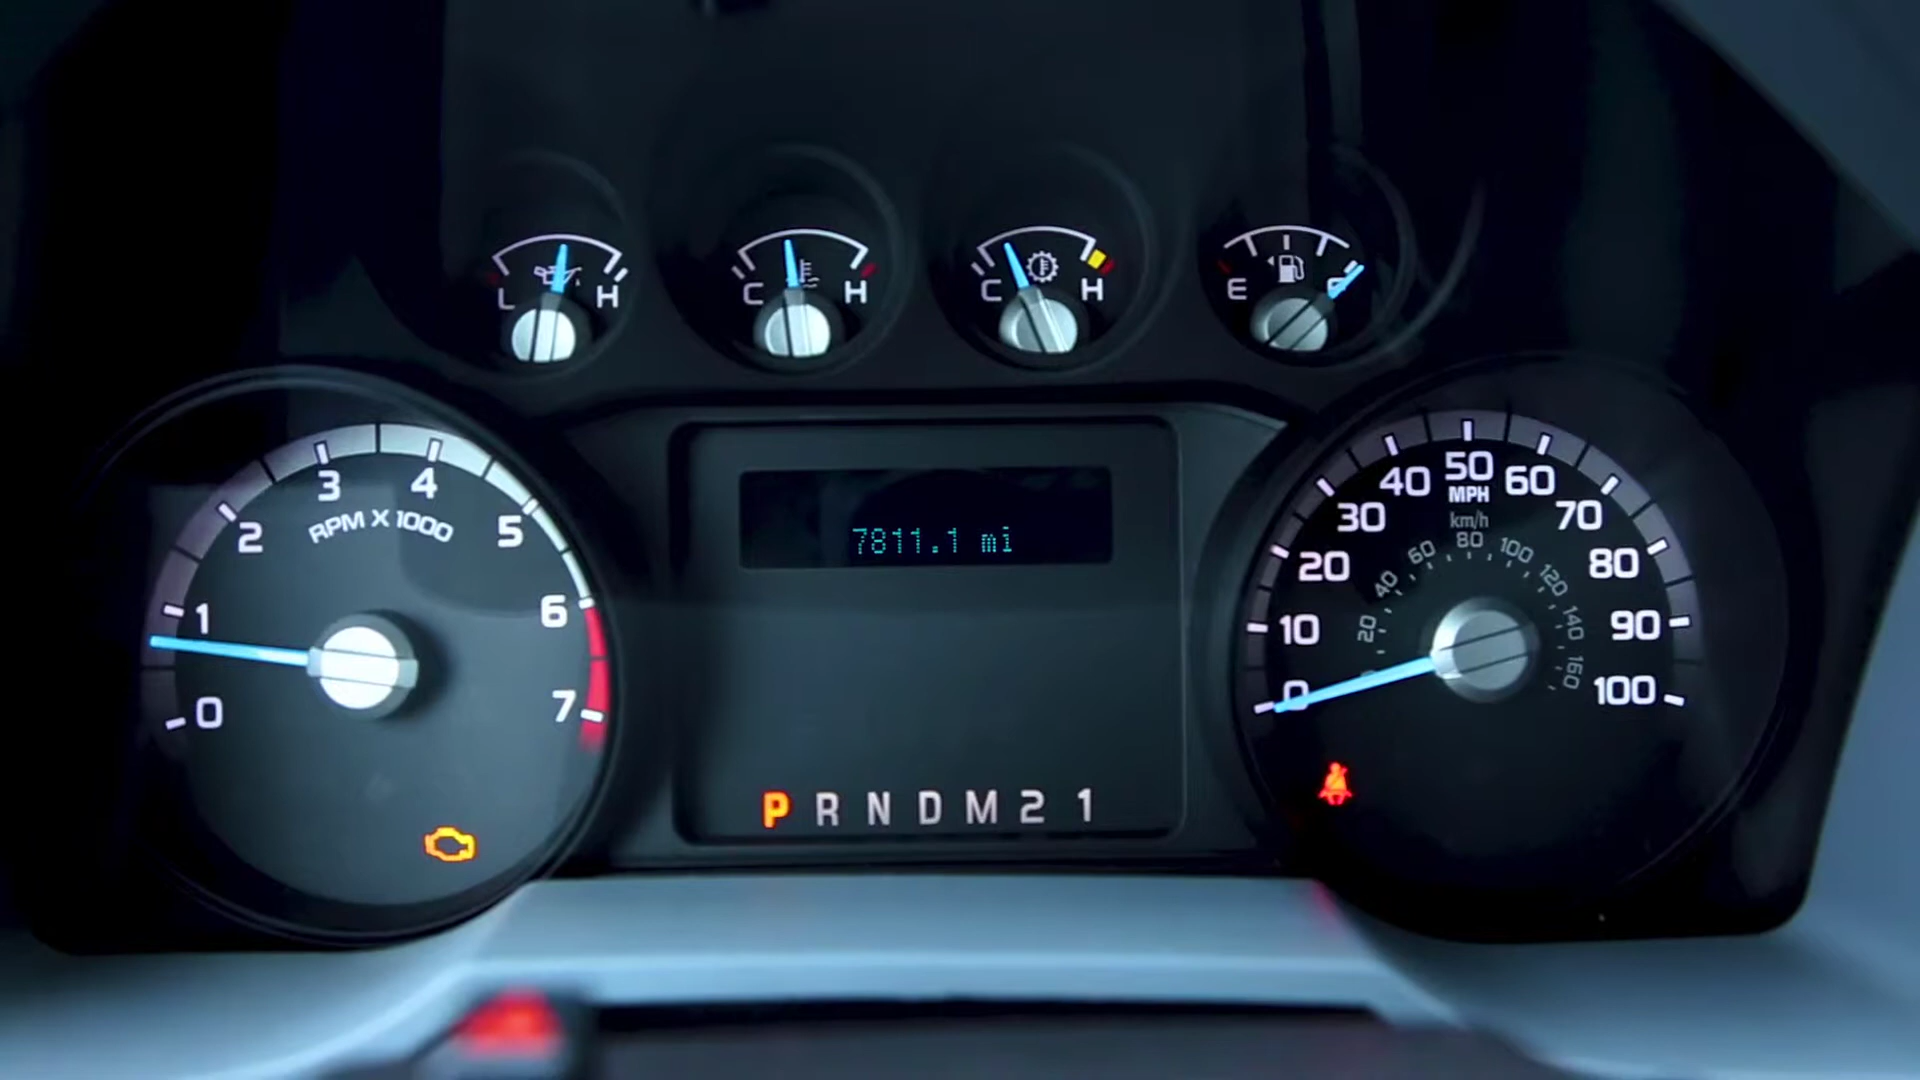 L H
C H
C H
E
0 1 2 3 4 5 6 7
RPM X 1000
7811.1 mi
P R N D M 2 1
0 10 20 30 40 50 60 70 80 90 100
MPH
km/h
20 40 60 80 100 120 140 160